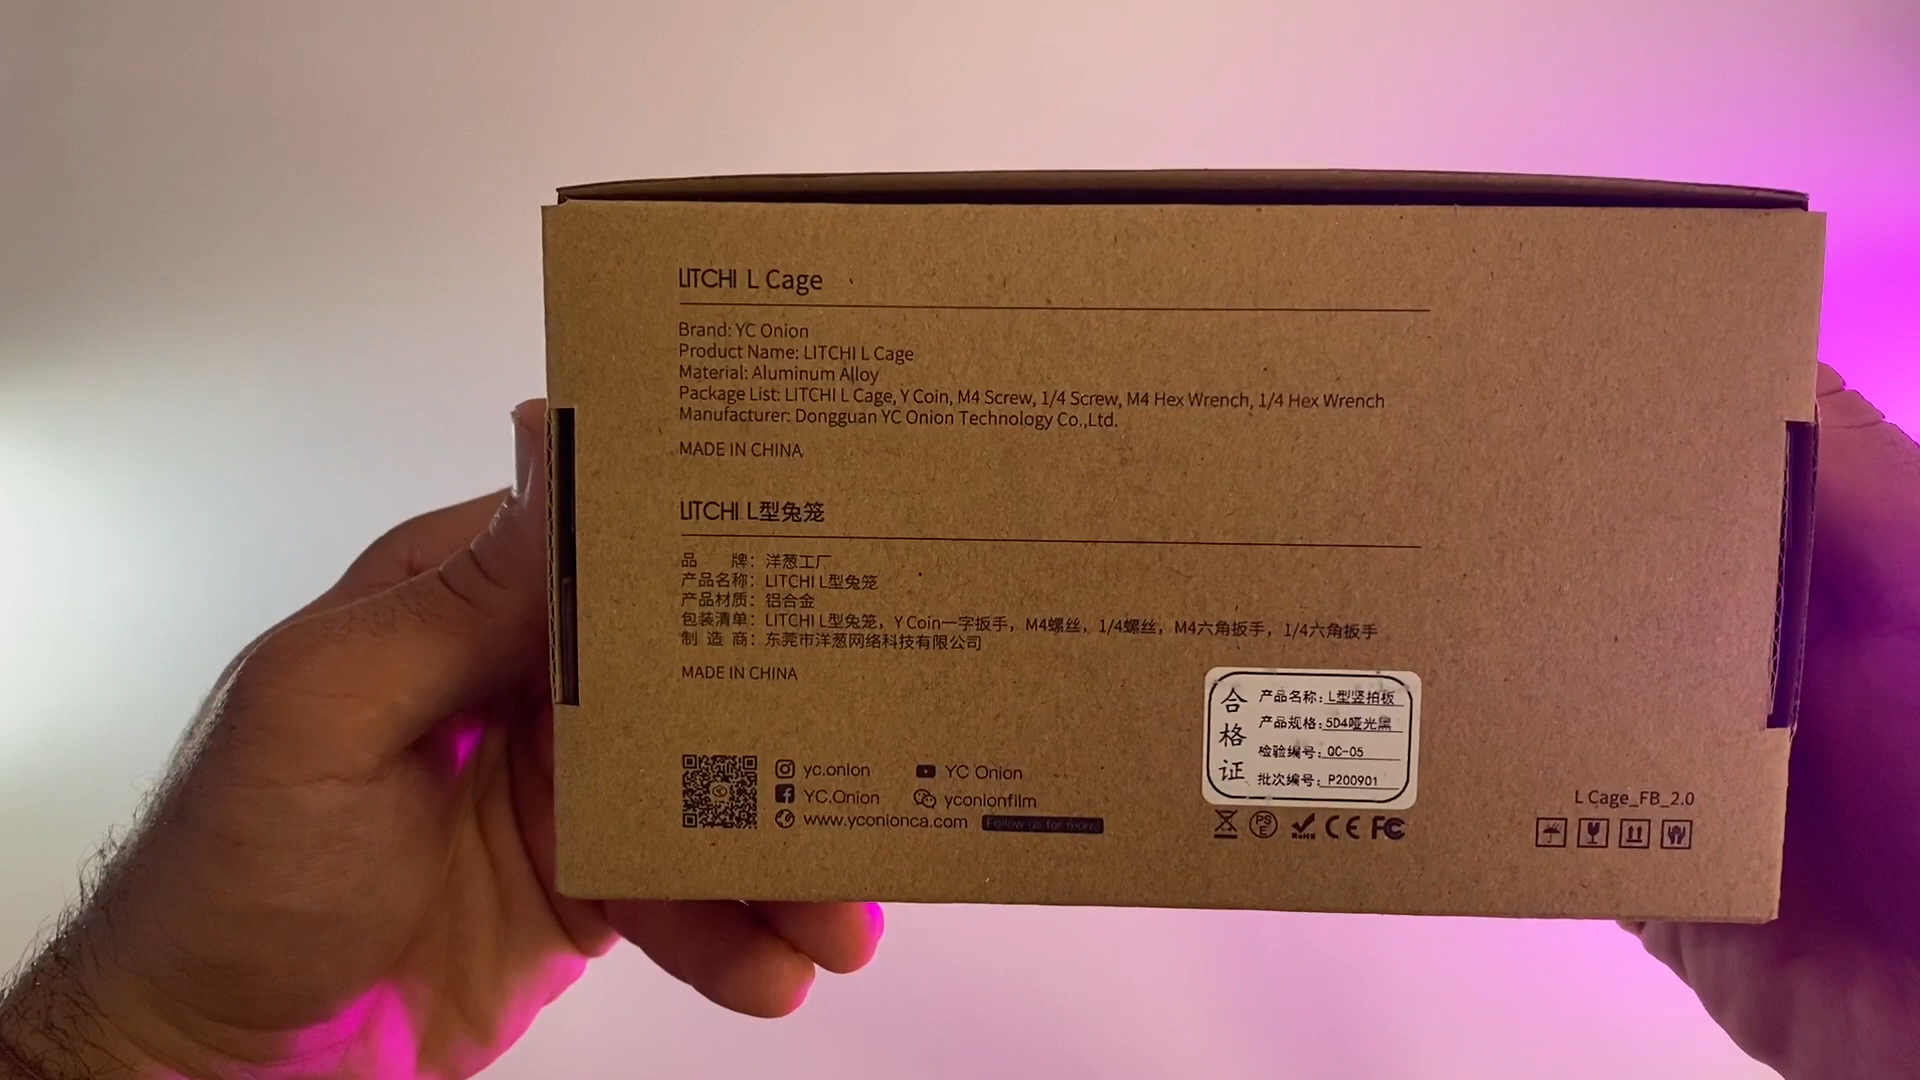 LITCHI L Cage
Brand: YC Onion
Product Name: LITCHI L Cage
Material: Aluminum Alloy
Package List: LITCHI L Cage, Y Coin, M4 Screw, 1/4 Screw, M4 Hex Wrench, 1/4 Hex Wrench
Manufacturer: Dongguan YC Onion Technology Co.,Ltd.
MADE IN CHINA
LITCHI L型兔笼
品 牌：洋葱工厂
产品名称：LITCHI L型兔笼
产品材质：铝合金
包装清单：LITCHI L型兔笼，Y Coin一字扳手，M4螺丝，1/4螺丝，M4六角扳手，1/4六角扳手
制 造 商：东莞市洋葱网络科技有限公司
MADE IN CHINA
合格证
产品名称：L型竖拍板
产品规格：5D4哑光黑
检验编号：QC-05
批次编号：P200901
yc.onion
YC Onion
YC.Onion
yconionfilm
www.yconionca.com
Follow us for more
PSE
RoHS
CE
FC
L Cage_FB_2.0